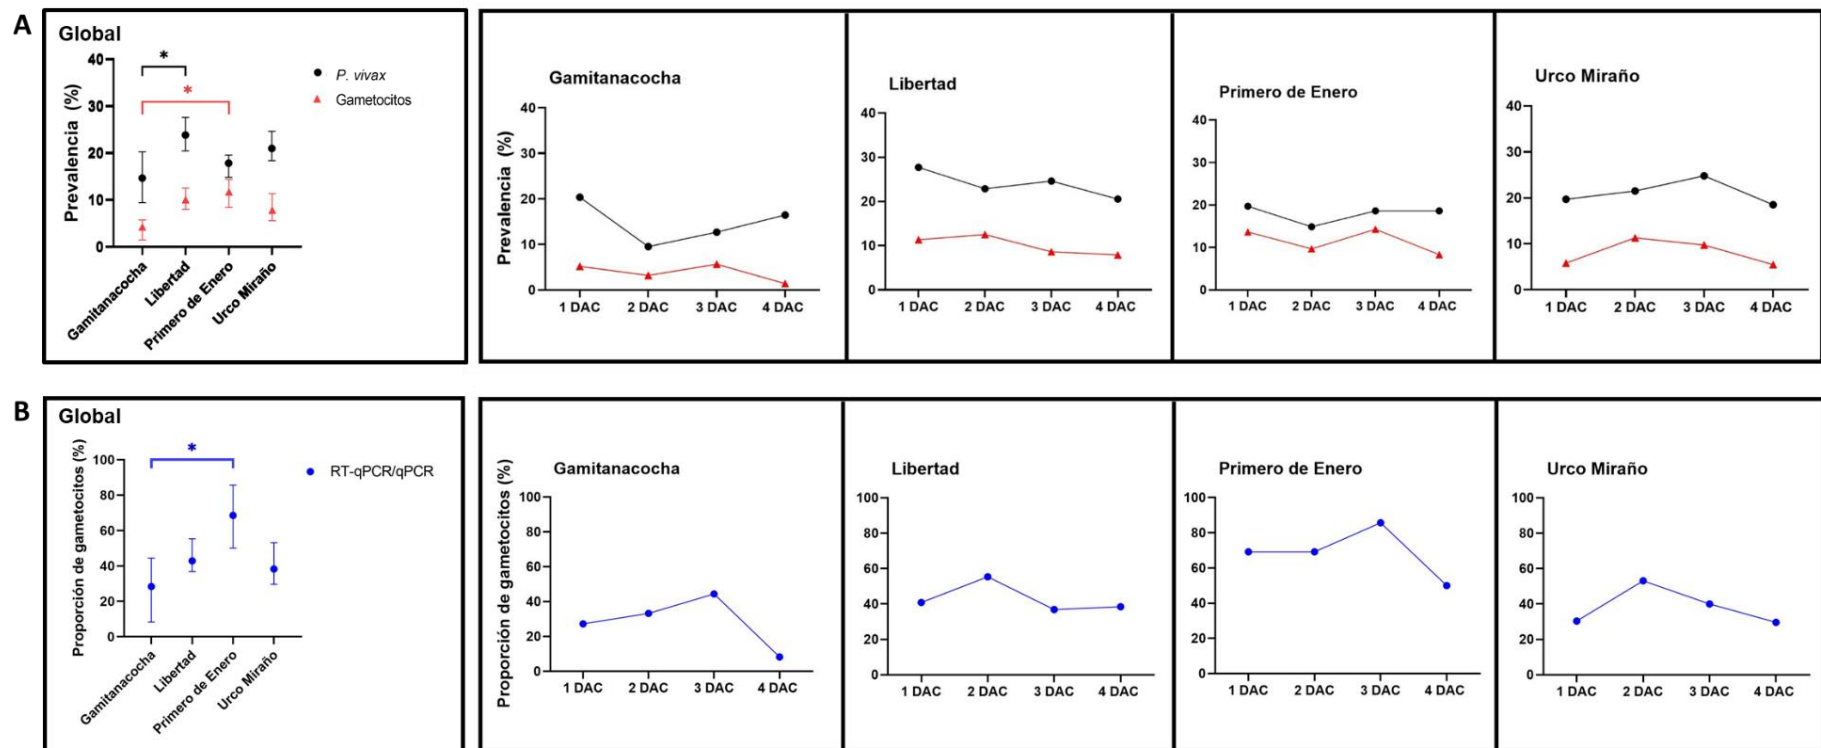 A
Global
*
*
Prevalencia (%)
40
30
20
10
0
Gamitanacocha
Libertad
Primero de Enero
Urco Miraño
P. vivax
Gametocitos
Gamitanacocha
Prevalencia (%)
40
30
20
10
0
1 DAC 2 DAC 3 DAC 4 DAC
Libertad
40
30
20
10
0
1 DAC 2 DAC 3 DAC 4 DAC
Primero de Enero
40
30
20
10
0
1 DAC 2 DAC 3 DAC 4 DAC
Urco Miraño
40
30
20
10
0
1 DAC 2 DAC 3 DAC 4 DAC
B
Global
*
Proporción de gametocitos (%)
100
80
60
40
20
0
Gamitanacocha
Libertad
Primero de Enero
Urco Miraño
RT-qPCR/qPCR
Gamitanacocha
Proporción de gametocitos (%)
100
80
60
40
20
0
1 DAC 2 DAC 3 DAC 4 DAC
Libertad
100
80
60
40
20
0
1 DAC 2 DAC 3 DAC 4 DAC
Primero de Enero
100
80
60
40
20
0
1 DAC 2 DAC 3 DAC 4 DAC
Urco Miraño
100
80
60
40
20
0
1 DAC 2 DAC 3 DAC 4 DAC